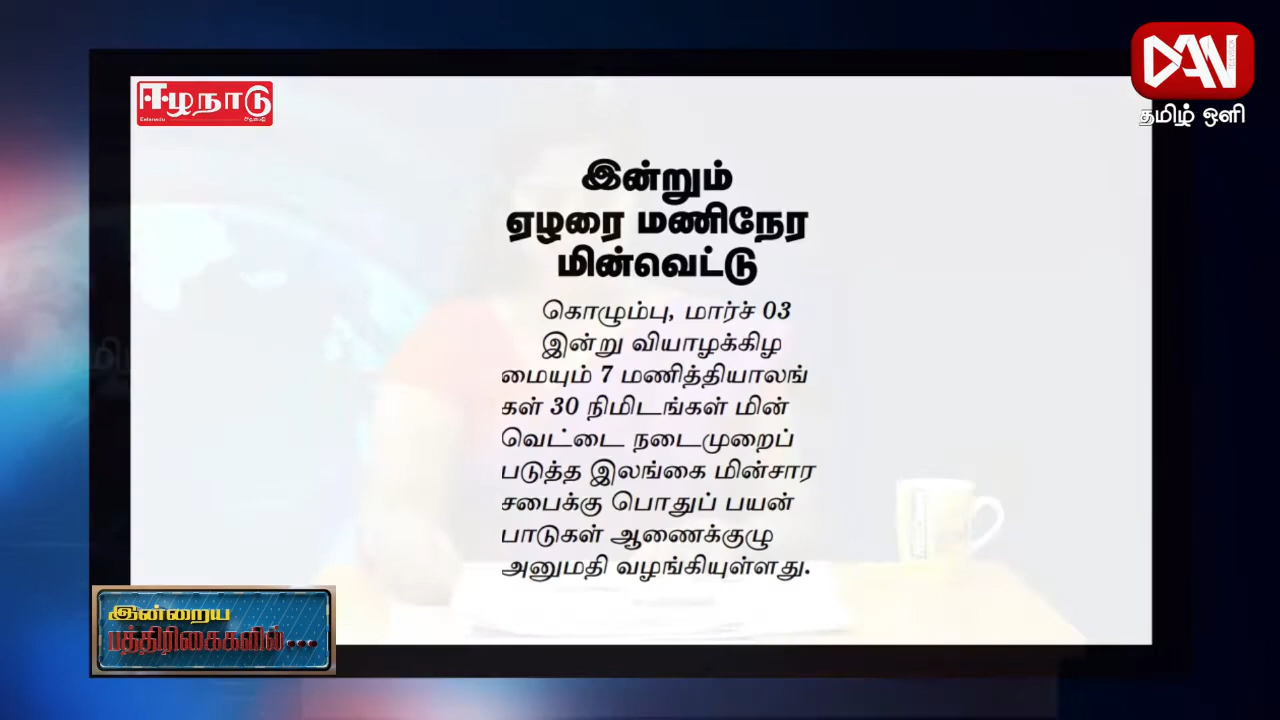 ஈழநாடு
DAN
தமிழ் ஒளி
இன்றும்
ஏழரை மணிநேர
மின்வெட்டு
கொழும்பு, மார்ச் 03
இன்று வியாழக்கிழ
மையும் 7 மணித்தியாலங்
கள் 30 நிமிடங்கள் மின்
வெட்டை நடைமுறைப்
படுத்த இலங்கை மின்சார
சபைக்கு பொதுப் பயன்
பாடுகள் ஆணைக்குழு
அனுமதி வழங்கியுள்ளது.
இன்றைய
பத்திரிகைகளில்...